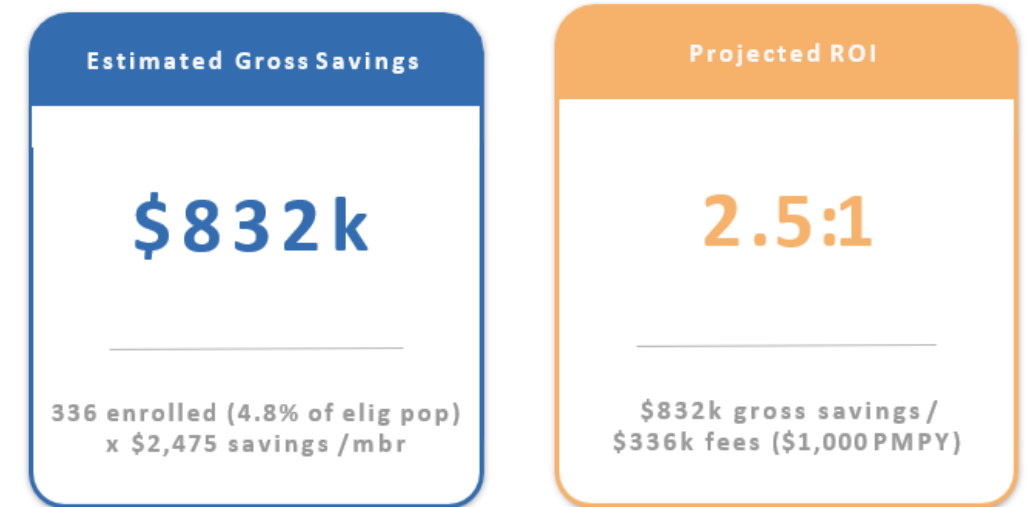 Estimated Gross Savings
$832k
336 enrolled (4.8% of elig pop)
x $2,475 savings /mbr
Projected ROI
2.5:1
$832k gross savings /
$336k fees ($1,000 PMPY)